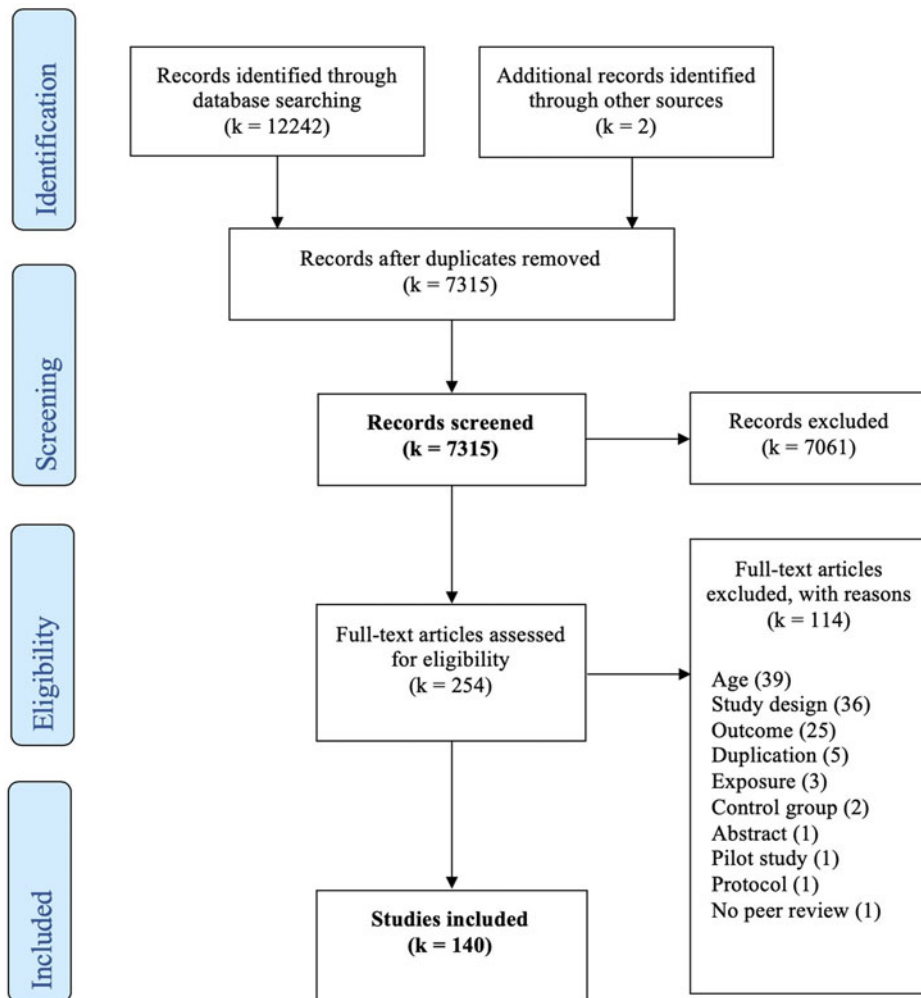 Identification
Records identified through
database searching
(k = 12242)
Additional records identified
through other sources
(k = 2)
Records after duplicates removed
(k = 7315)
Screening
Records screened
(k = 7315)
Records excluded
(k = 7061)
Eligibility
Full-text articles assessed
for eligibility
(k = 254)
Full-text articles
excluded, with reasons
(k = 114)
Age (39)
Study design (36)
Outcome (25)
Duplication (5)
Exposure (3)
Control group (2)
Abstract (1)
Pilot study (1)
Protocol (1)
No peer review (1)
Included
Studies included
(k = 140)